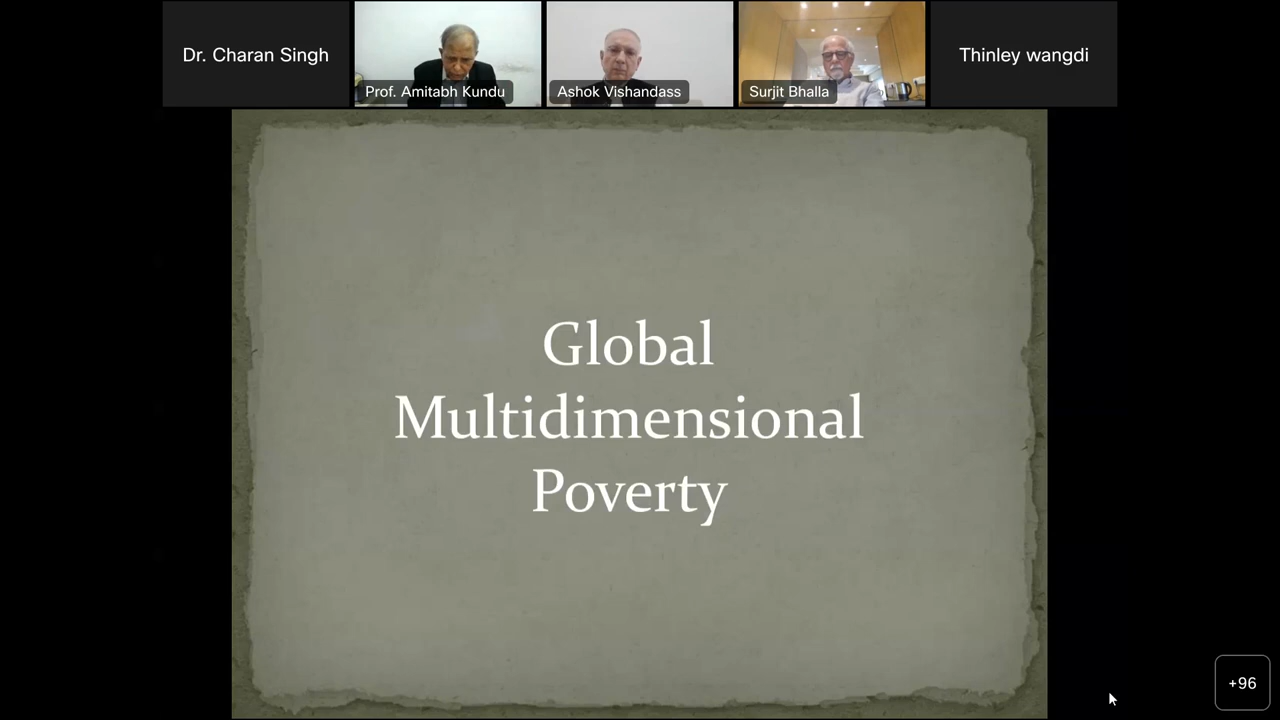 Dr. Charan Singh
Prof. Amitabh Kundu
Ashok Vishandass
Surjit Bhalla
Thinley wangdi
Global
Multidimensional
Poverty
+96